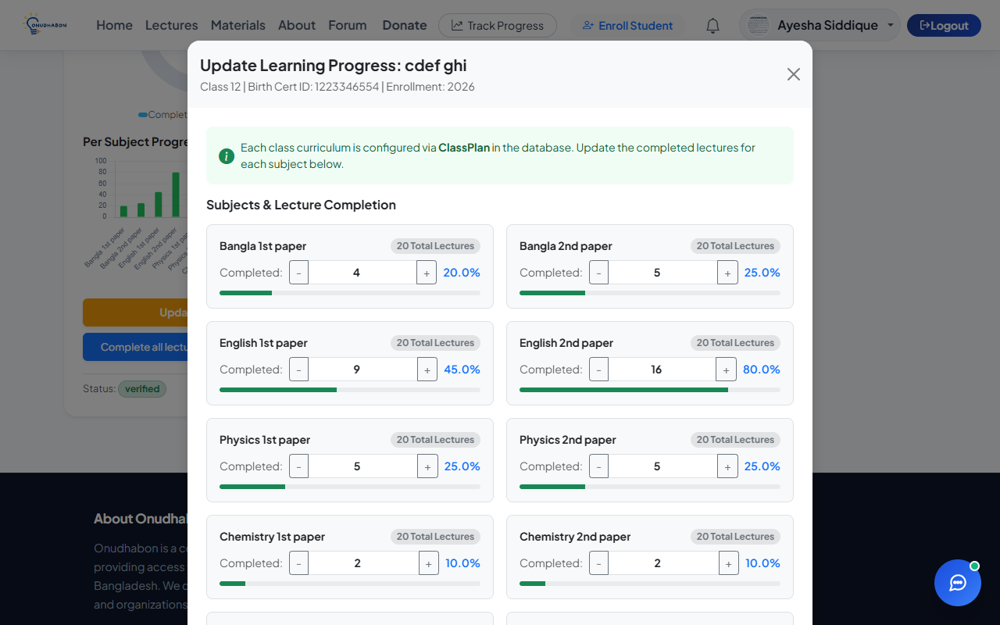 ONUDHABON
Home
Lectures
Materials
About
Forum
Donate
Track Progress
Enroll Student
Ayesha Siddique
Logout
Update Learning Progress: cdef ghi
Class 12 | Birth Cert ID: 1223346554 | Enrollment: 2026
Each class curriculum is configured via ClassPlan in the database. Update the completed lectures for
each subject below.
Subjects & Lecture Completion
Bangla 1st paper
20 Total Lectures
Completed:
-
4
+
20.0%
Bangla 2nd paper
20 Total Lectures
Completed:
-
5
+
25.0%
English 1st paper
20 Total Lectures
Completed:
-
9
+
45.0%
English 2nd paper
20 Total Lectures
Completed:
-
16
+
80.0%
Physics 1st paper
20 Total Lectures
Completed:
-
5
+
25.0%
Physics 2nd paper
20 Total Lectures
Completed:
-
5
+
25.0%
Chemistry 1st paper
20 Total Lectures
Completed:
-
2
+
10.0%
Chemistry 2nd paper
20 Total Lectures
Completed:
-
2
+
10.0%
Complet
Per Subject Progre
100
80
60
40
20
0
Bangla 1st paper
Bangla 2nd paper
English 1st paper
English 2nd paper
Physics 1st pap
Physics
Upda
Complete all lectu
Status: verified
About Onudhal
Onudhabon is a c
providing access
Bangladesh. We c
and organizations